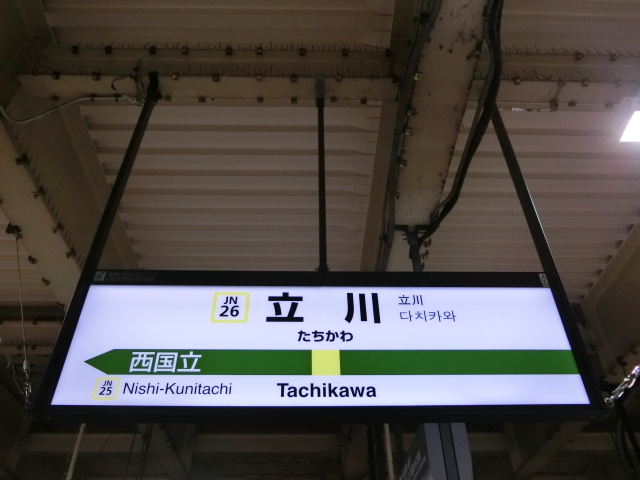 JN
26
立川
立川
다치카와
たちかわ
西国立
JN
25
Nishi-Kunitachi
Tachikawa